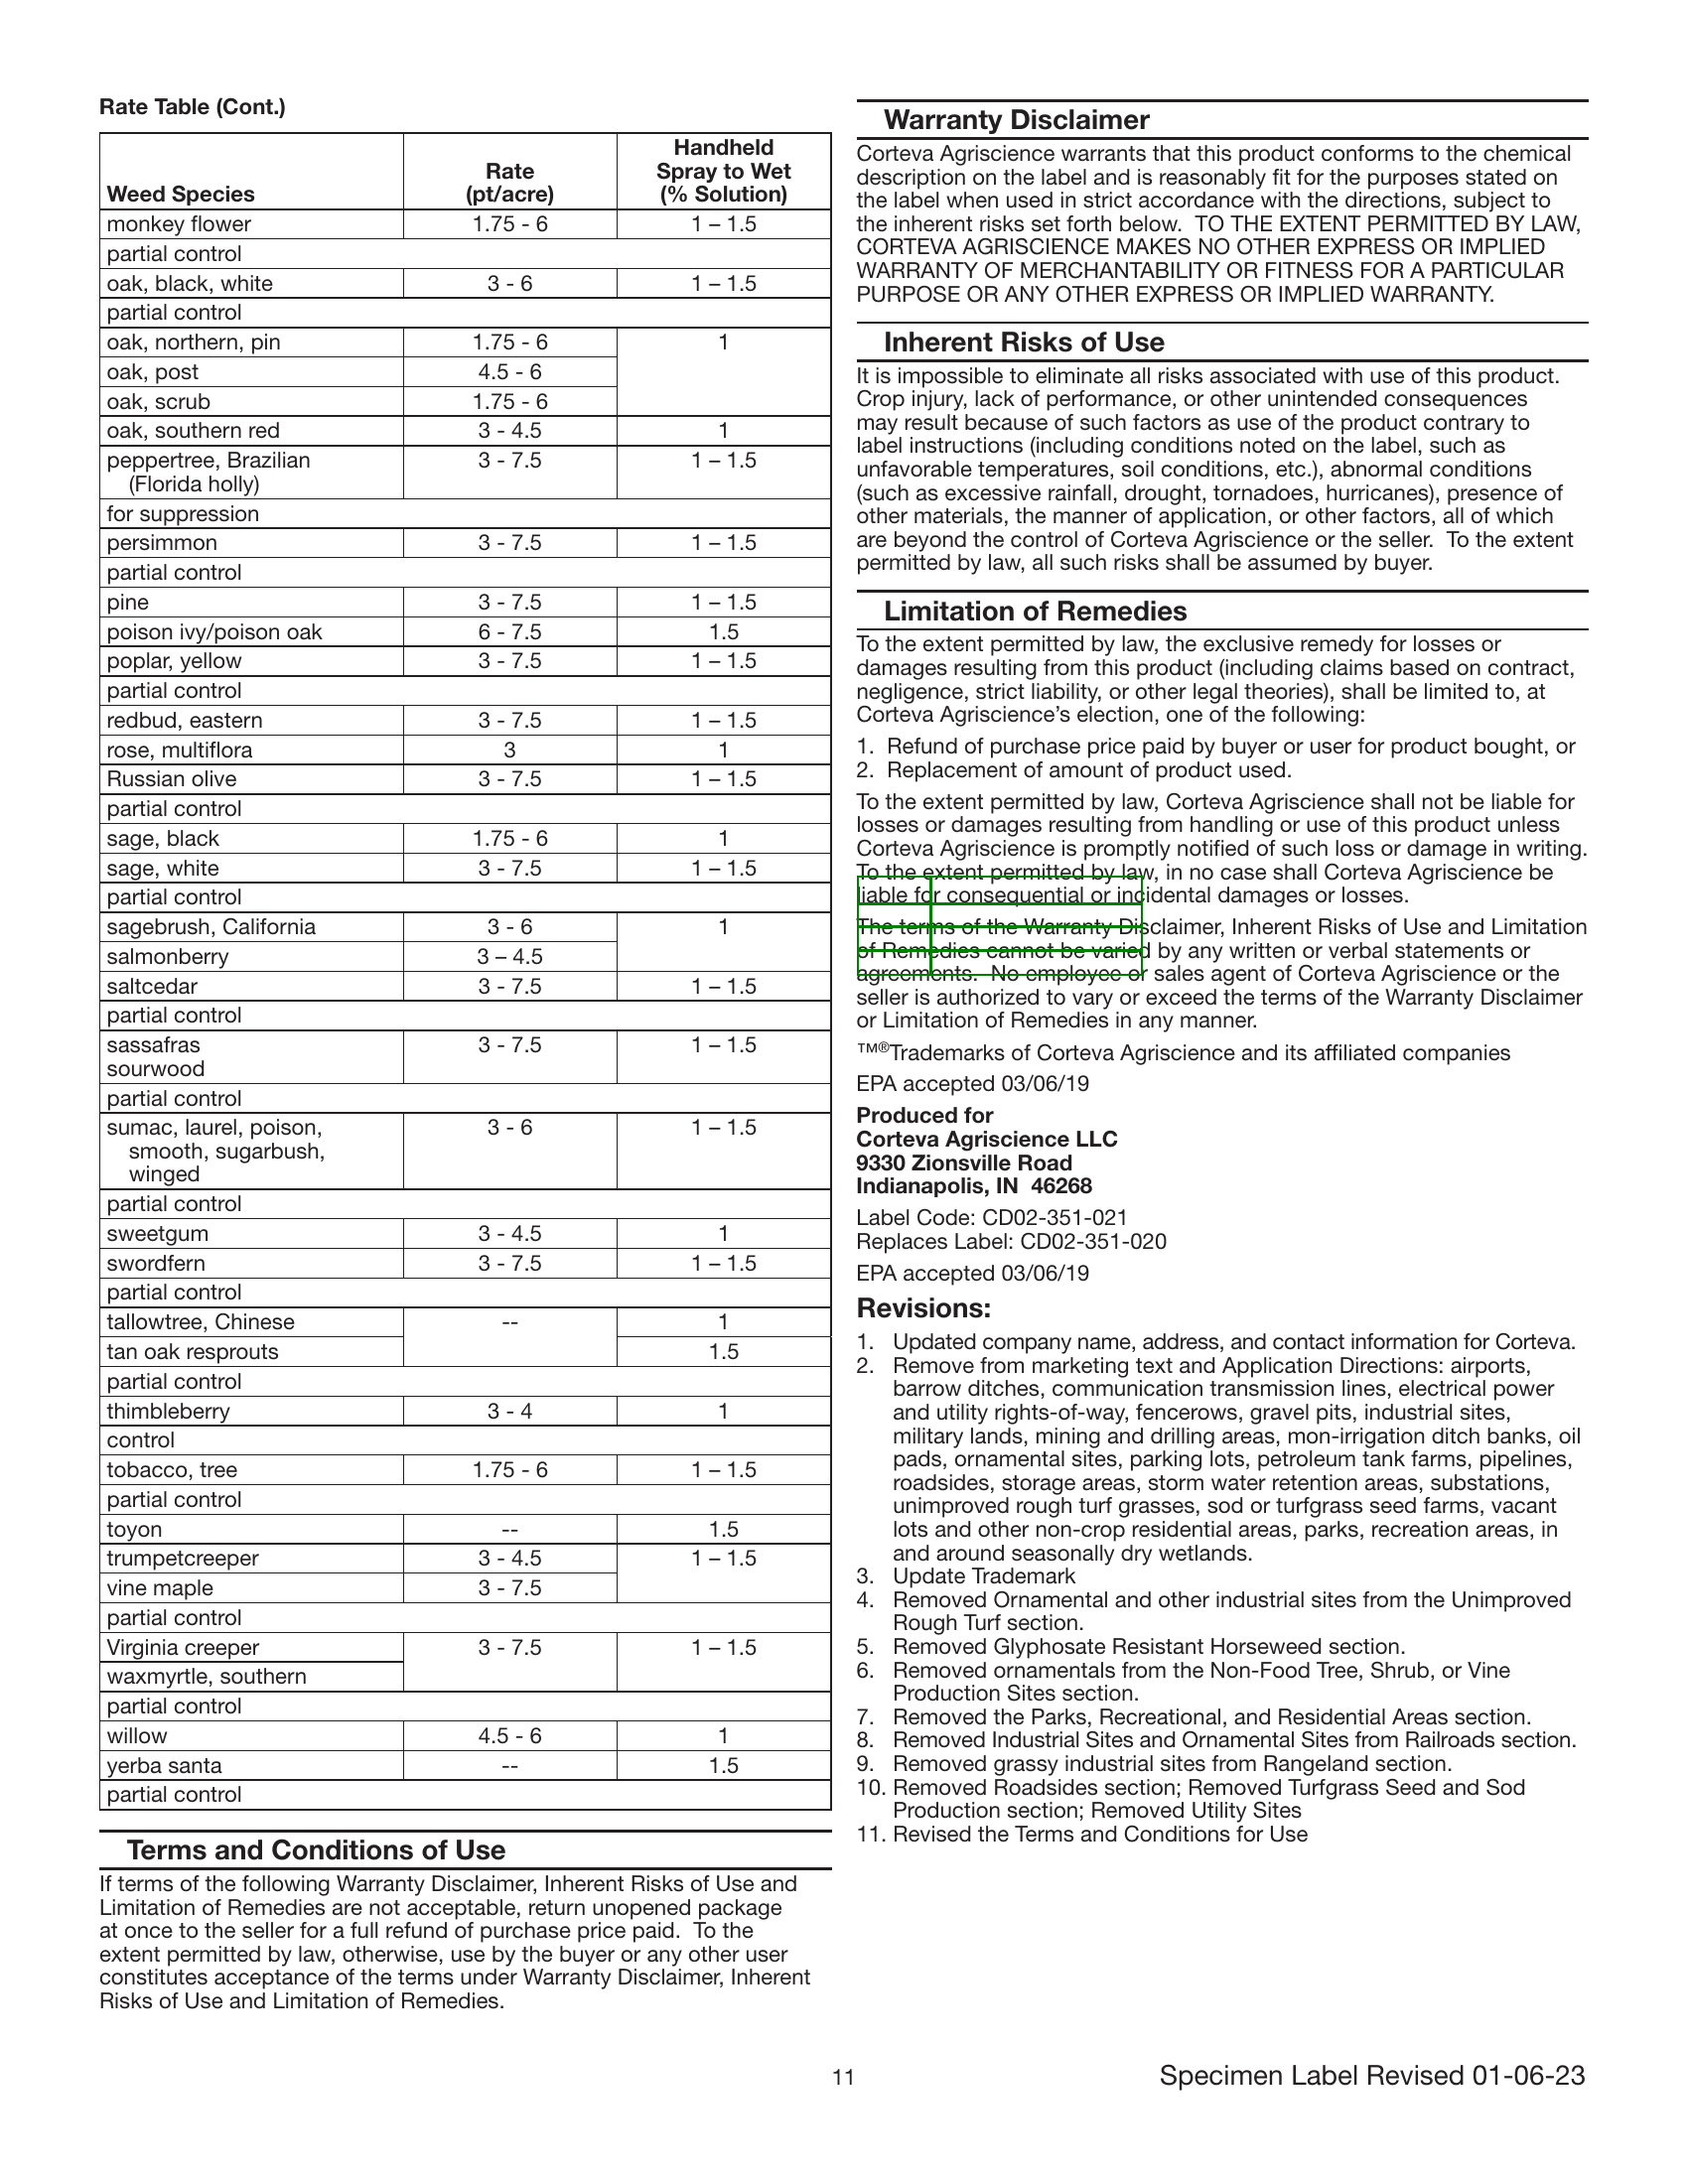 Rate Table (Cont.)
Weed Species Rate (pt/acre) Handheld Spray to Wet (% Solution)
monkey flower 1.75 - 6 1 – 1.5
partial control
oak, black, white 3 - 6 1 – 1.5
partial control
oak, northern, pin 1.75 - 6 1
oak, post 4.5 - 6
oak, scrub 1.75 - 6
oak, southern red 3 - 4.5 1
peppertree, Brazilian 3 - 7.5 1 – 1.5
(Florida holly)
for suppression
persimmon 3 - 7.5 1 – 1.5
partial control
pine 3 - 7.5 1 – 1.5
poison ivy/poison oak 6 - 7.5 1.5
poplar, yellow 3 - 7.5 1 – 1.5
partial control
redbud, eastern 3 - 7.5 1 – 1.5
rose, multiflora 3 1
Russian olive 3 - 7.5 1 – 1.5
partial control
sage, black 1.75 - 6 1
sage, white 3 - 7.5 1 – 1.5
partial control
sagebrush, California 3 - 6 1
salmonberry 3 – 4.5
saltcedar 3 - 7.5 1 – 1.5
partial control
sassafras 3 - 7.5 1 – 1.5
sourwood
partial control
sumac, laurel, poison, 3 - 6 1 – 1.5
smooth, sugarbush,
winged
partial control
sweetgum 3 - 4.5 1
swordfern 3 - 7.5 1 – 1.5
partial control
tallowtree, Chinese -- 1
tan oak resprouts 1.5
partial control
thimbleberry 3 - 4 1
control
tobacco, tree 1.75 - 6 1 – 1.5
partial control
toyon -- 1.5
trumpetcreeper 3 - 4.5 1 – 1.5
vine maple 3 - 7.5
partial control
Virginia creeper 3 - 7.5 1 – 1.5
waxmyrtle, southern
partial control
willow 4.5 - 6 1
yerba santa -- 1.5
partial control
Terms and Conditions of Use
If terms of the following Warranty Disclaimer, Inherent Risks of Use and
Limitation of Remedies are not acceptable, return unopened package
at once to the seller for a full refund of purchase price paid.  To the
extent permitted by law, otherwise, use by the buyer or any other user
constitutes acceptance of the terms under Warranty Disclaimer, Inherent
Risks of Use and Limitation of Remedies.
Warranty Disclaimer
Corteva Agriscience warrants that this product conforms to the chemical
description on the label and is reasonably fit for the purposes stated on
the label when used in strict accordance with the directions, subject to
the inherent risks set forth below.  TO THE EXTENT PERMITTED BY LAW,
CORTEVA AGRISCIENCE MAKES NO OTHER EXPRESS OR IMPLIED
WARRANTY OF MERCHANTABILITY OR FITNESS FOR A PARTICULAR
PURPOSE OR ANY OTHER EXPRESS OR IMPLIED WARRANTY.
Inherent Risks of Use
It is impossible to eliminate all risks associated with use of this product.
Crop injury, lack of performance, or other unintended consequences
may result because of such factors as use of the product contrary to
label instructions (including conditions noted on the label, such as
unfavorable temperatures, soil conditions, etc.), abnormal conditions
(such as excessive rainfall, drought, tornadoes, hurricanes), presence of
other materials, the manner of application, or other factors, all of which
are beyond the control of Corteva Agriscience or the seller.  To the extent
permitted by law, all such risks shall be assumed by buyer.
Limitation of Remedies
To the extent permitted by law, the exclusive remedy for losses or
damages resulting from this product (including claims based on contract,
negligence, strict liability, or other legal theories), shall be limited to, at
Corteva Agriscience’s election, one of the following:
1. Refund of purchase price paid by buyer or user for product bought, or
2. Replacement of amount of product used.
To the extent permitted by law, Corteva Agriscience shall not be liable for
losses or damages resulting from handling or use of this product unless
Corteva Agriscience is promptly notified of such loss or damage in writing.
To the extent permitted by law, in no case shall Corteva Agriscience be
liable for consequential or incidental damages or losses.
The terms of the Warranty Disclaimer, Inherent Risks of Use and Limitation
of Remedies cannot be varied by any written or verbal statements or
agreements.  No employee or sales agent of Corteva Agriscience or the
seller is authorized to vary or exceed the terms of the Warranty Disclaimer
or Limitation of Remedies in any manner.
™®Trademarks of Corteva Agriscience and its affiliated companies
EPA accepted 03/06/19
Produced for
Corteva Agriscience LLC
9330 Zionsville Road
Indianapolis, IN  46268
Label Code: CD02-351-021
Replaces Label: CD02-351-020
EPA accepted 03/06/19
Revisions:
1. Updated company name, address, and contact information for Corteva.
2. Remove from marketing text and Application Directions: airports,
barrow ditches, communication transmission lines, electrical power
and utility rights-of-way, fencerows, gravel pits, industrial sites,
military lands, mining and drilling areas, mon-irrigation ditch banks, oil
pads, ornamental sites, parking lots, petroleum tank farms, pipelines,
roadsides, storage areas, storm water retention areas, substations,
unimproved rough turf grasses, sod or turfgrass seed farms, vacant
lots and other non-crop residential areas, parks, recreation areas, in
and around seasonally dry wetlands.
3. Update Trademark
4. Removed Ornamental and other industrial sites from the Unimproved
Rough Turf section.
5. Removed Glyphosate Resistant Horseweed section.
6. Removed ornamentals from the Non-Food Tree, Shrub, or Vine
Production Sites section.
7. Removed the Parks, Recreational, and Residential Areas section.
8. Removed Industrial Sites and Ornamental Sites from Railroads section.
9. Removed grassy industrial sites from Rangeland section.
10. Removed Roadsides section; Removed Turfgrass Seed and Sod
Production section; Removed Utility Sites
11. Revised the Terms and Conditions for Use
11
Specimen Label Revised 01-06-23